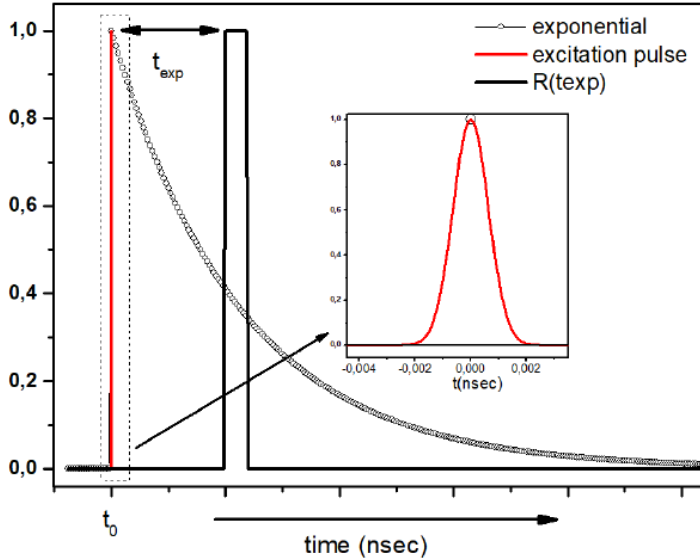 exponential
excitation pulse
R(texp)
texp
1,0
0,8
0,6
0,4
0,2
0,0
1,0
0,8
0,6
0,4
0,2
0,0
-0,004 -0,002 0,000 0,002
t(nsec)
t0
time (nsec)